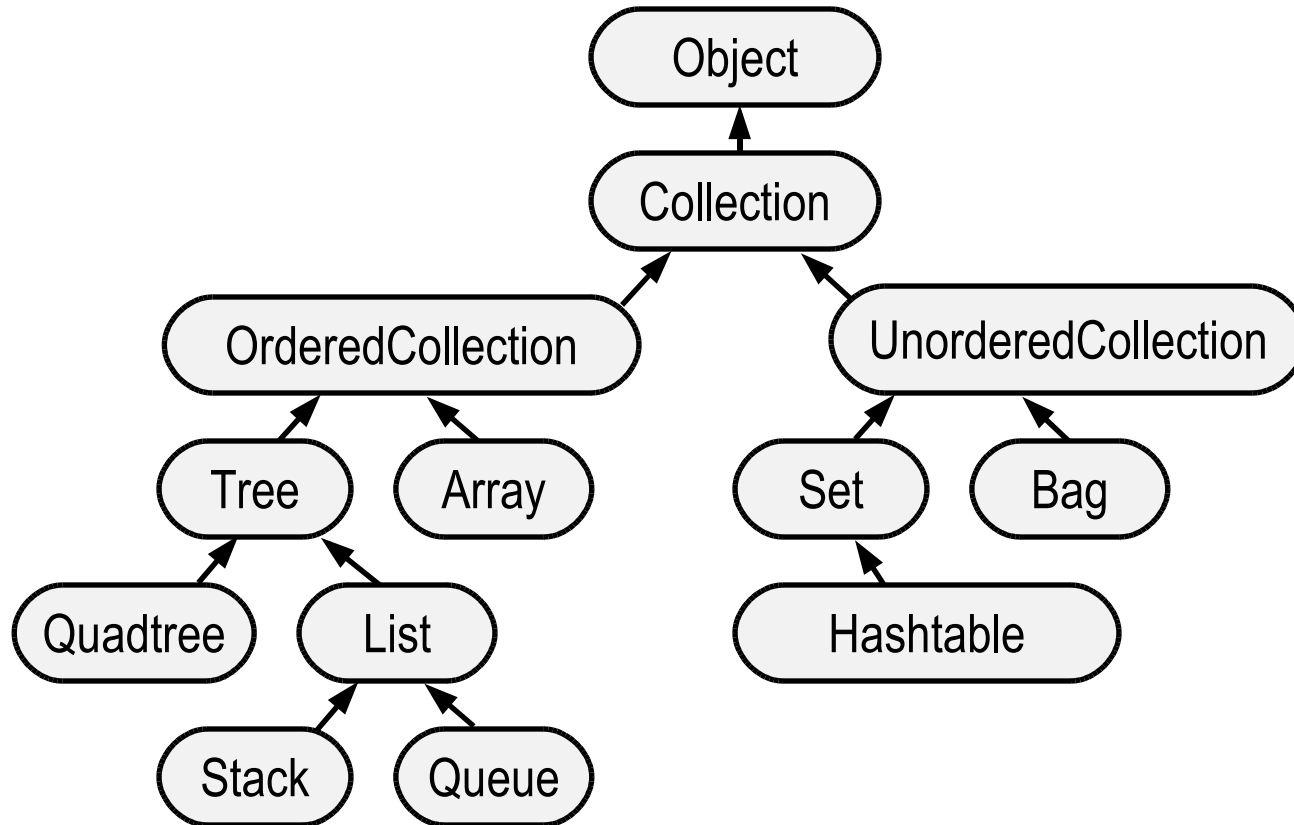 Object
Collection
OrderedCollection
UnorderedCollection
Tree
Array
Set
Bag
Quadtree
List
Hashtable
Stack
Queue